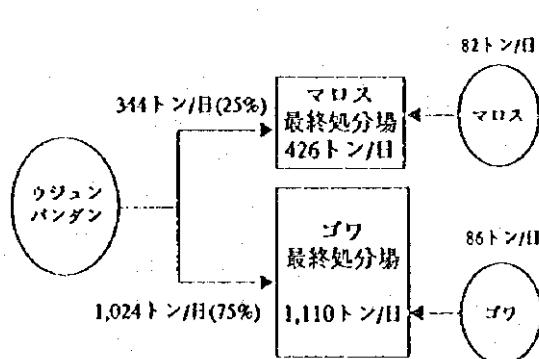 82トン/日
344トン/日(25%)
マロス
最終処分場
426トン/日
マロス
ウジュン
パンダン
ゴワ
最終処分場
86トン/日
1,024トン/日(75%)
1,110トン/日
ゴワ